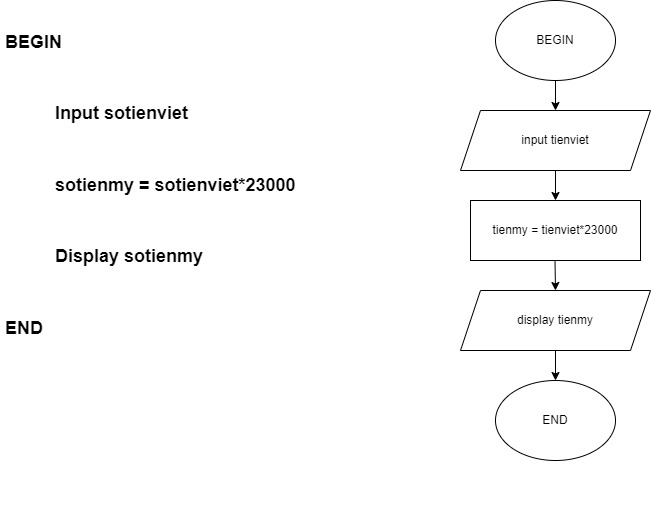 BEGIN
Input sotienviet
sotienmy = sotienviet*23000
Display sotienmy
END
BEGIN
input tienviet
tienmy = tienviet*23000
display tienmy
END